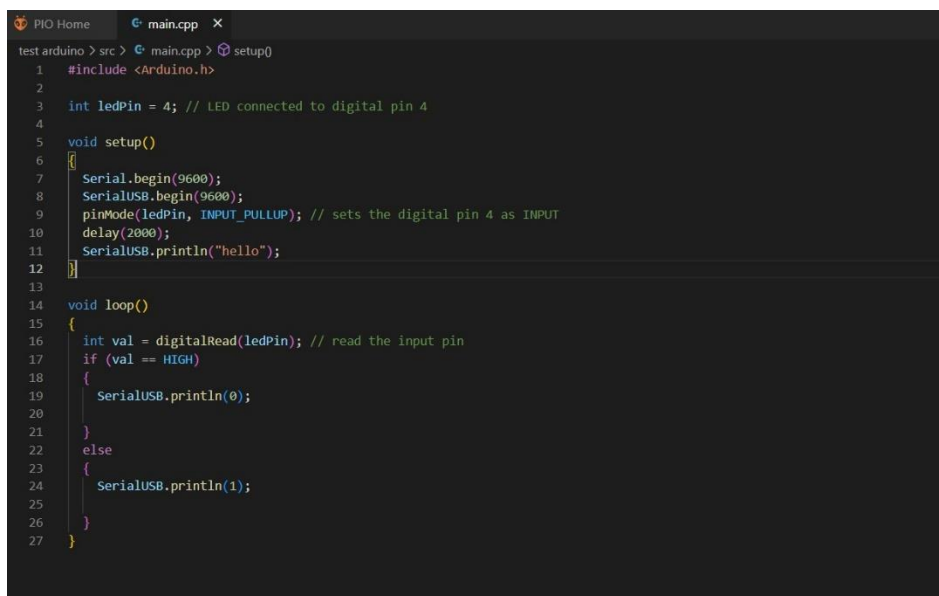 PIO Home main.cpp X
test arduino > src > main.cpp > setup()
1 #include <Arduino.h>
2
3 int ledPin = 4; // LED connected to digital pin 4
4
5 void setup()
6 {
7 Serial.begin(9600);
8 SerialUSB.begin(9600);
9 pinMode(ledPin, INPUT_PULLUP); // sets the digital pin 4 as INPUT
10 delay(2000);
11 SerialUSB.println("hello");
12 }
13
14 void loop()
15 {
16 int val = digitalRead(ledPin); // read the input pin
17 if (val == HIGH)
18 {
19 SerialUSB.println(0);
20
21 }
22 else
23 {
24 SerialUSB.println(1);
25
26 }
27 }